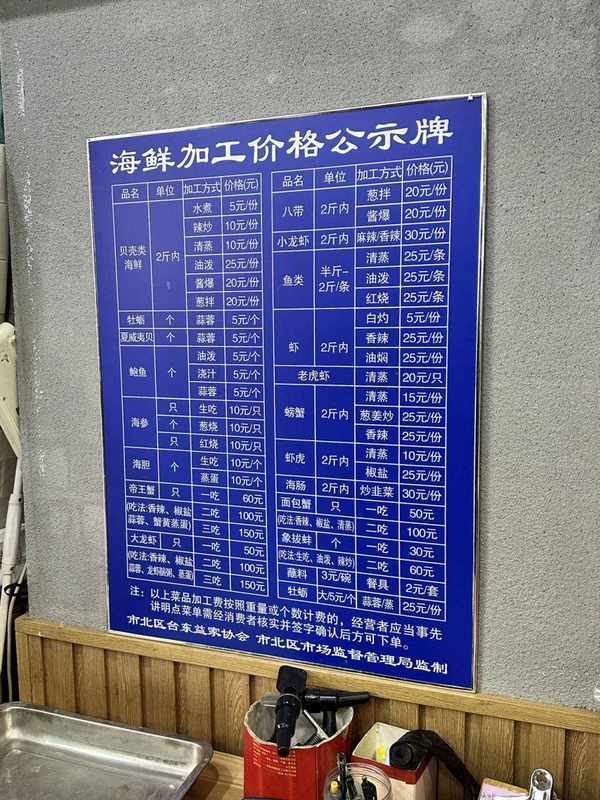 海鲜加工价格公示牌
品名 单位 加工方式 价格(元)
贝壳类海鲜 2斤内 水煮 5元/份
辣炒 10元/份
清蒸 10元/份
油泼 25元/份
酱爆 20元/份
葱拌 20元/份
牡蛎 个 蒜蓉 5元/个
夏威夷贝 个 蒜蓉 5元/个
鲍鱼 个 油泼 5元/个
浇汁 5元/个
蒜蓉 5元/个
海参 只 生吃 10元/只
个 葱烧 10元/只
只 红烧 10元/只
海胆 个 生吃 10元/个
蒸蛋 10元/个
帝王蟹 只 一吃 60元
(吃法:香辣、椒盐 二吃 100元
蒜蓉、蟹黄蒸蛋) 三吃 150元
大龙虾 只 一吃 50元
(吃法:香辣、椒盐 二吃 100元
蒜蓉、龙虾砂粥、蒸蛋) 三吃 150元
品名 单位 加工方式 价格(元)
八带 2斤内 葱拌 20元/份
酱爆 20元/份
小龙虾 2斤内 麻辣/香辣 30元/份
鱼类 半斤-2斤/条 清蒸 25元/条
油泼 25元/条
红烧 25元/条
虾 2斤内 白灼 5元/份
香辣 25元/份
油焖 25元/份
老虎虾 清蒸 20元/只
螃蟹 2斤内 清蒸 15元/份
葱姜炒 25元/份
香辣 25元/份
虾虎 2斤内 清蒸 10元/份
椒盐 25元/份
海肠 2斤内 炒韭菜 30元/份
面包蟹 只 一吃 50元
(吃法:香辣、椒盐、清蒸) 二吃 100元
象拔蚌 个 一吃 30元
(吃法:生吃、油泼、辣炒) 二吃 60元
蘸料 3元/碗 餐具 2元/套
牡蛎 大/5元/个 蒜蓉/蒸 25元/份
注：以上菜品加工费按照重量或个数计费的，经营者应当事先
讲明点菜单需经消费者核实并签字确认后方可下单。
市北区台东益家协会 市北区市场监督管理局监制